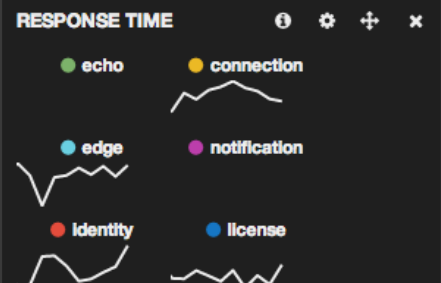 RESPONSE TIME
echo connection
edge notification
identity license